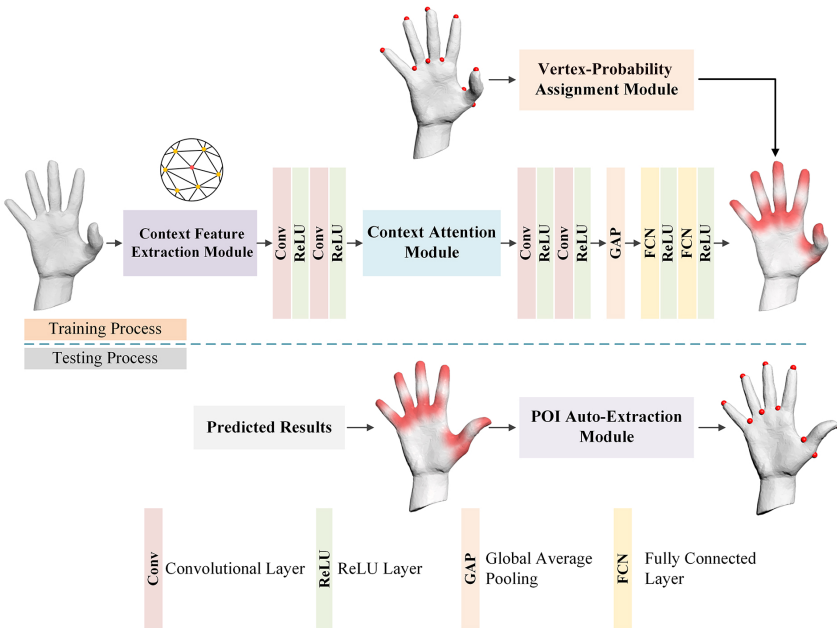 Vertex-Probability
Assignment Module
Context Feature
Extraction Module
Conv
ReLU
Conv
ReLU
Context Attention
Module
Conv
ReLU
Conv
ReLU
GAP
FCN
ReLU
FCN
ReLU
Training Process
Testing Process
Predicted Results
POI Auto-Extraction
Module
Conv
Convolutional Layer
ReLU
ReLU Layer
GAP
Global Average
Pooling
FCN
Fully Connected
Layer